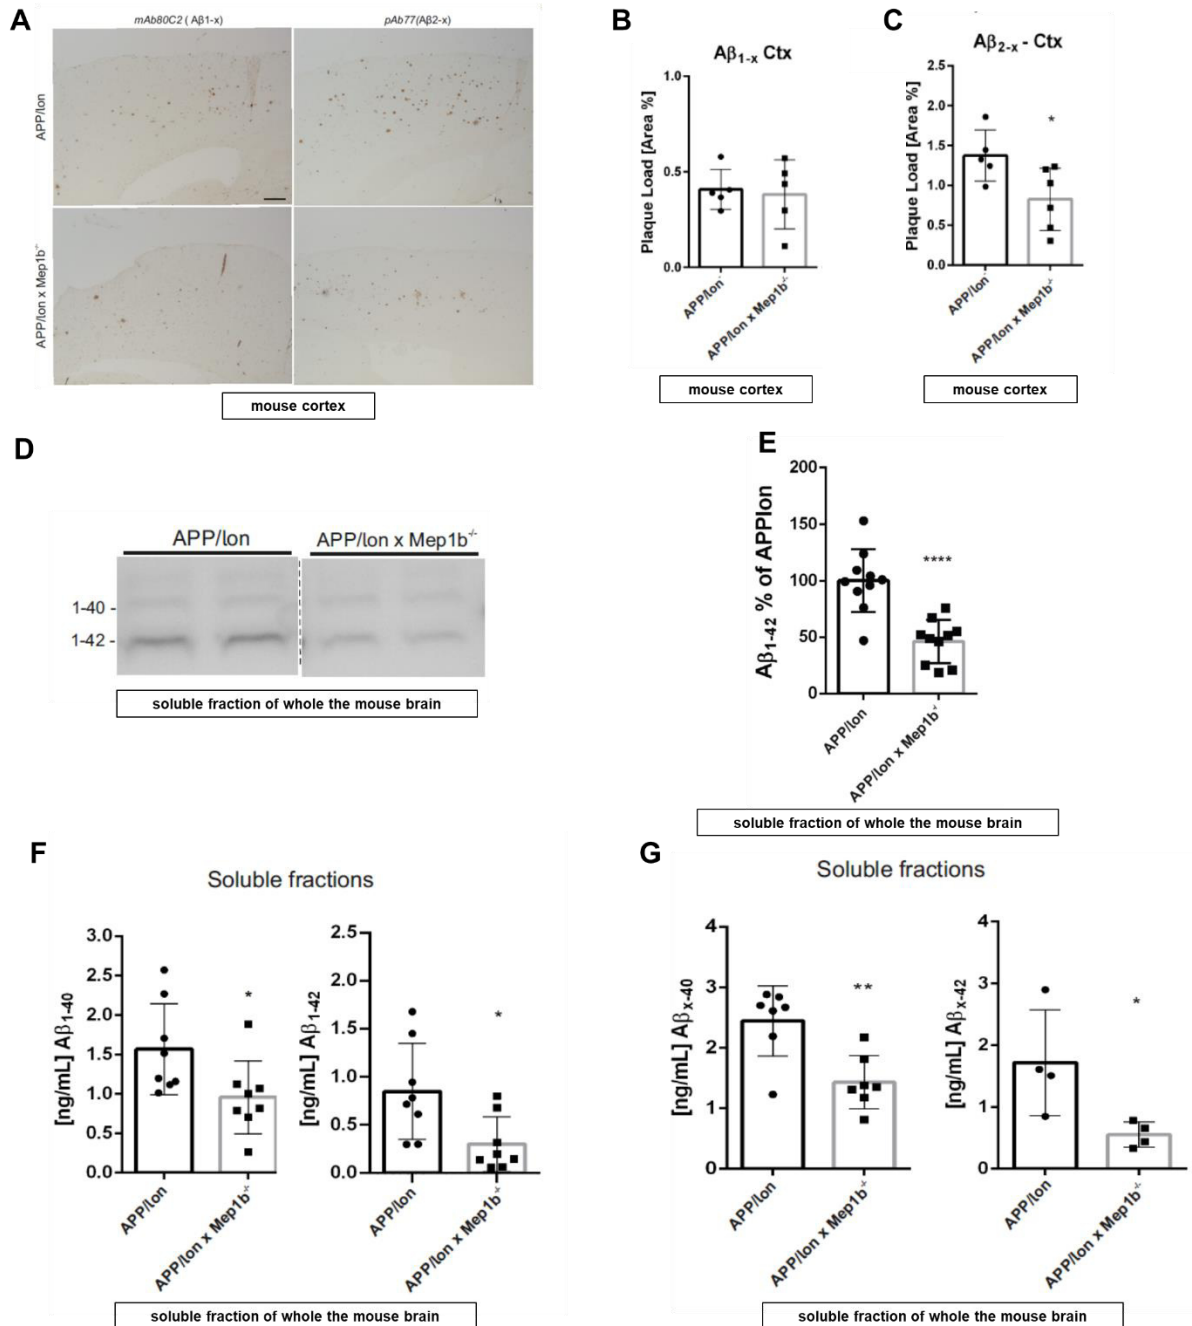 A
mAb80C2 ( Aβ1-x)
pAb77(Aβ2-x)
APP/lon
APP/lon x Mep1b-/-
mouse cortex
B
Aβ1-x Ctx
Plaque Load [Area %]
1.0
0.5
0.0
APP/lon
APP/lon x Mep1b-/-
mouse cortex
C
Aβ2-x - Ctx
Plaque Load [Area %]
2.5
2.0
1.5
1.0
0.5
0.0
*
APP/lon
APP/lon x Mep1b-/-
mouse cortex
D
APP/lon
APP/lon x Mep1b-/-
1-40 -
1-42 -
soluble fraction of whole the mouse brain
E
Aβ1-42 % of APPlon
200
150
100
50
0
****
APP/lon
APP/lon x Mep1b-/-
soluble fraction of whole the mouse brain
F
Soluble fractions
[ng/mL] Aβ1-40
3.0
2.5
2.0
1.5
1.0
0.5
0.0
*
APP/lon
APP/lon x Mep1b-/-
[ng/mL] Aβ1-42
2.5
2.0
1.5
1.0
0.5
0.0
*
APP/lon
APP/lon x Mep1b-/-
soluble fraction of whole the mouse brain
G
Soluble fractions
[ng/mL] Aβx-40
4
3
2
1
0
**
APP/lon
APP/lon x Mep1b-/-
[ng/mL] Aβx-42
4
3
2
1
0
*
APP/lon
APP/lon x Mep1b-/-
soluble fraction of whole the mouse brain